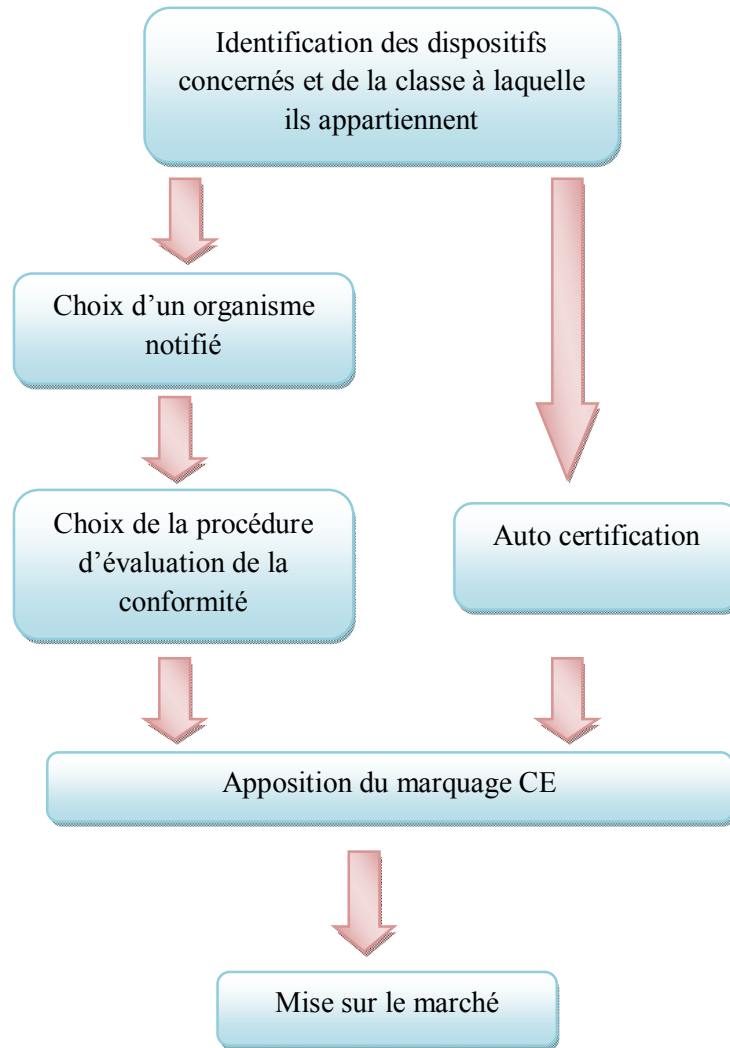 Identification des dispositifs
concernés et de la classe à laquelle
ils appartiennent
Choix d’un organisme
notifié
Choix de la procédure
d’évaluation de la
conformité
Auto certification
Apposition du marquage CE
Mise sur le marché